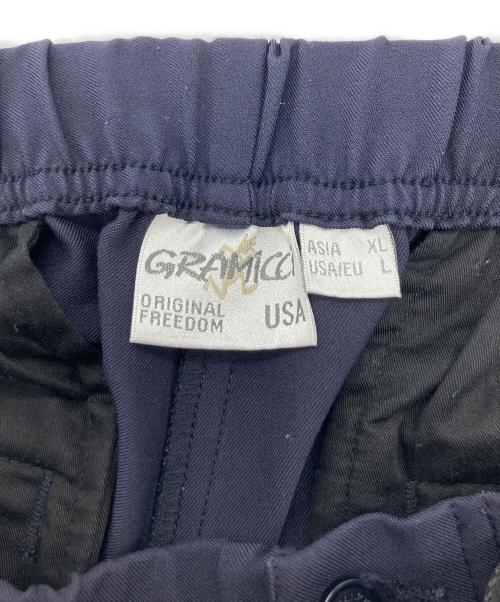 GRAMICCI
ORIGINAL
FREEDOM
USA
ASIA XL
USA/EU L